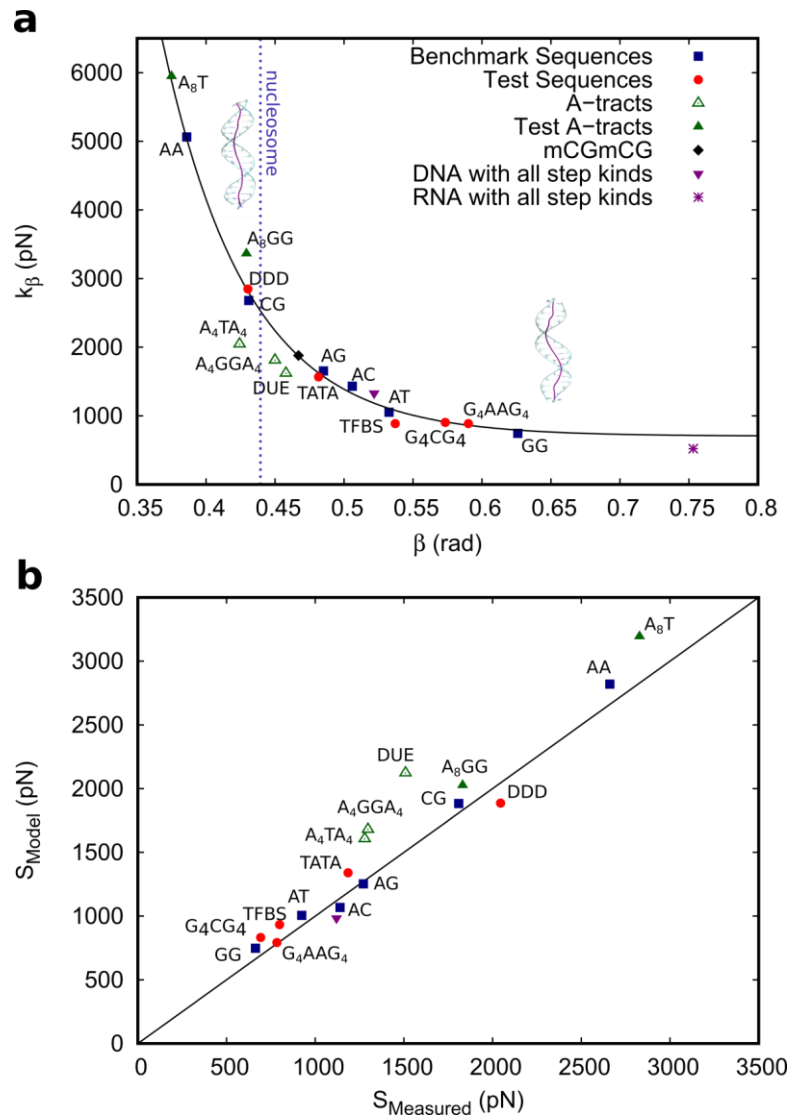 a
6000
5000
4000
3000
2000
1000
0
kβ (pN)
0.35 0.4 0.45 0.5 0.55 0.6 0.65 0.7 0.75 0.8
β (rad)
nucleosome
Benchmark Sequences
Test Sequences
A−tracts
Test A−tracts
mCGmCG
DNA with all step kinds
RNA with all step kinds
A₈T
AA
A₈GG
DDD
CG
A₄TA₄
A₄GGA₄
DUE
TATA
AG
AC
AT
TFBS
G₄CG₄
G₄AAG₄
GG
b
3500
3000
2500
2000
1500
1000
500
0
S_Model (pN)
0 500 1000 1500 2000 2500 3000 3500
S_Measured (pN)
A₈T
AA
DUE
A₈GG
CG
DDD
A₄GGA₄
A₄TA₄
TATA
AG
AT
AC
TFBS
G₄CG₄
GG
G₄AAG₄